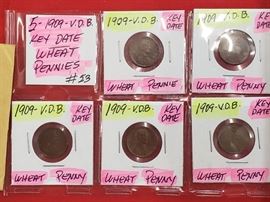 5-1909-V.D.B.
KEY DATE
WHEAT
PENNIES
#53
1909-V.D.B.
KEY
DATE
WHEAT PENNIE
1909-V.D.B.
KEY
DATE
WHEAT PENNY
1909-V.D.B.
KEY
DATE
WHEAT PENNY
1909-VDB.
KEY
DATE
WHEAT PENNY
1909-V.D.B.
KEY
DATE
WHEAT PENNY